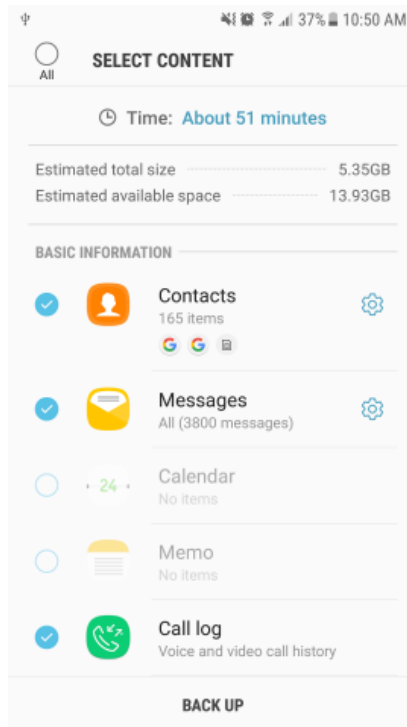 37% 10:50 AM
All
SELECT CONTENT
Time: About 51 minutes
Estimated total size 5.35GB
Estimated available space 13.93GB
BASIC INFORMATION
Contacts
165 items
G G
Messages
All (3800 messages)
24
Calendar
No items
Memo
No items
Call log
Voice and video call history
BACK UP